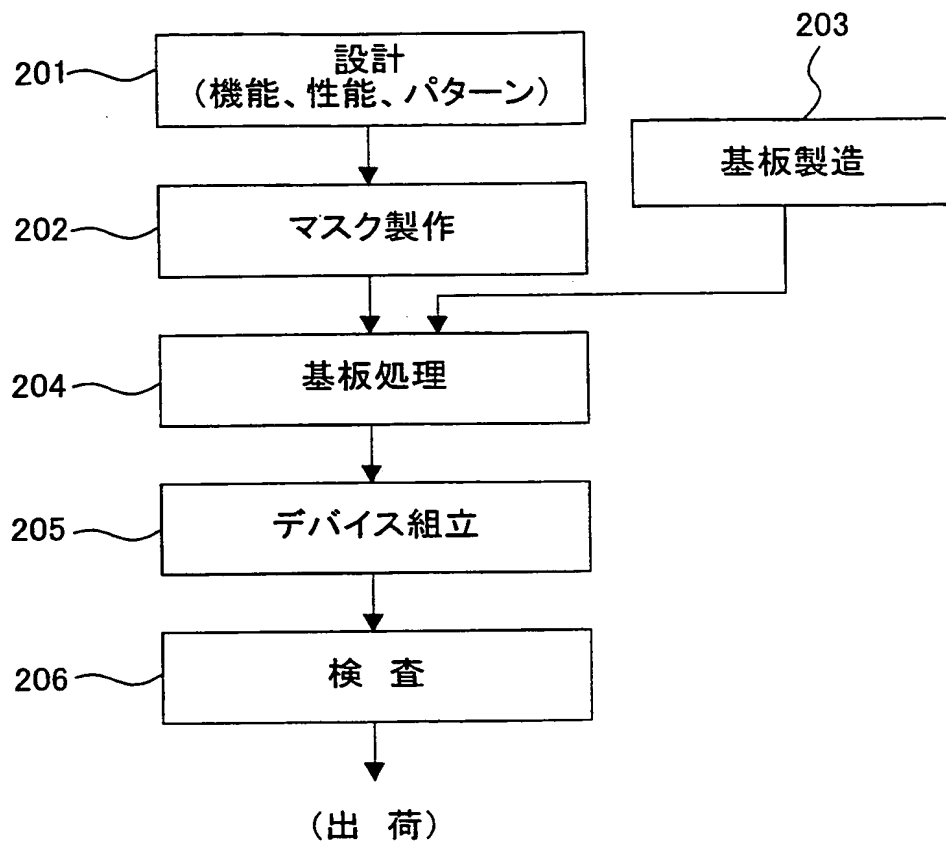 201
設計
(機能、性能、パターン)
203
基板製造
202
マスク製作
204
基板処理
205
デバイス組立
206
検 査
(出 荷)